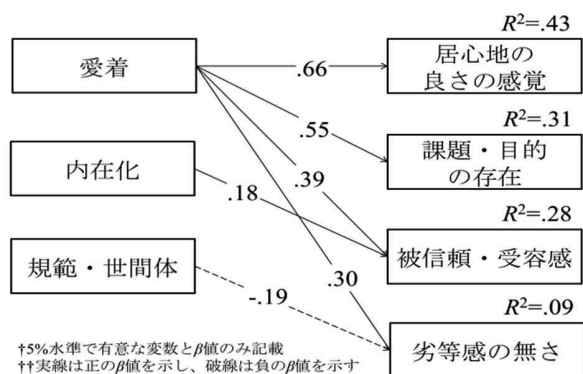 R²=.43
愛着
.66
居心地の
良さの感覚
R²=.31
.55
課題・目的
の存在
内在化
.18
.39
R²=.28
被信頼・受容感
規範・世間体
-.19
.30
R²=.09
劣等感の無さ
†5%水準で有意な変数とβ値のみ記載
††実線は正のβ値を示し、破線は負のβ値を示す